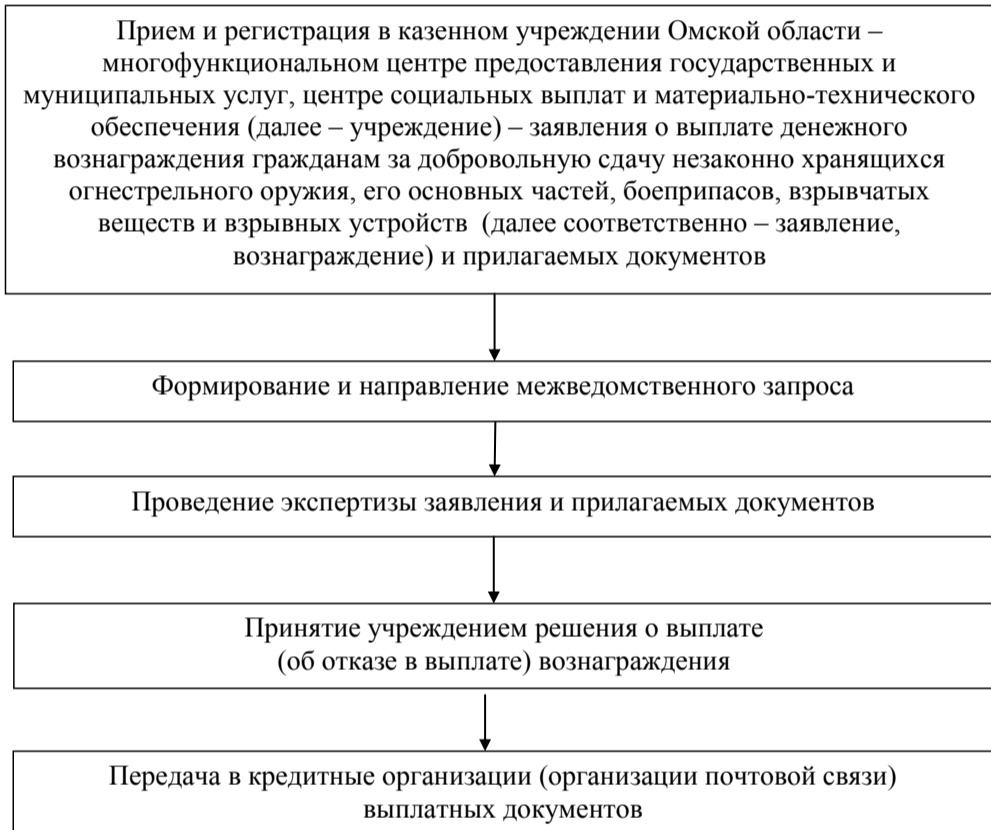 Прием и регистрация в казенном учреждении Омской области –
многофункциональном центре предоставления государственных и
муниципальных услуг, центре социальных выплат и материально-технического
обеспечения (далее – учреждение) – заявления о выплате денежного
вознаграждения гражданам за добровольную сдачу незаконно хранящихся
огнестрельного оружия, его основных частей, боеприпасов, взрывчатых
веществ и взрывных устройств (далее соответственно – заявление,
вознаграждение) и прилагаемых документов
Формирование и направление межведомственного запроса
Проведение экспертизы заявления и прилагаемых документов
Принятие учреждением решения о выплате
(об отказе в выплате) вознаграждения
Передача в кредитные организации (организации почтовой связи)
выплатных документов